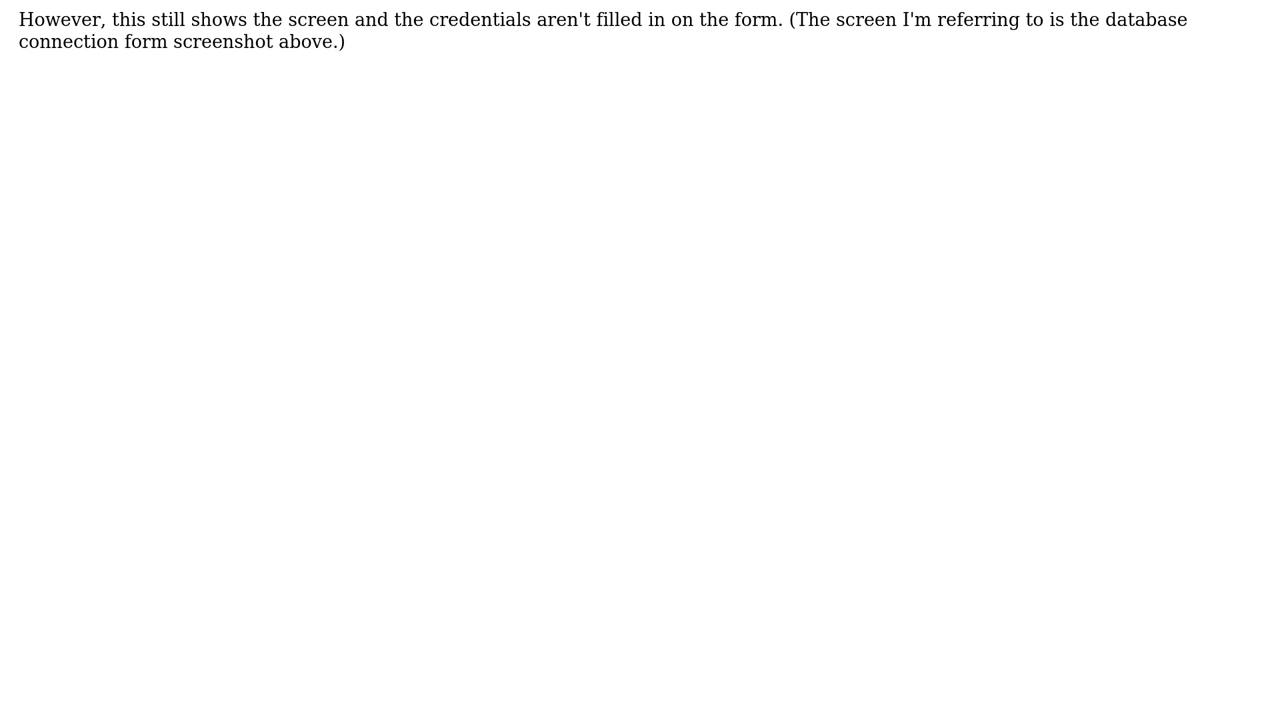 However, this still shows the screen and the credentials aren't filled in on the form. (The screen I'm referring to is the database
connection form screenshot above.)